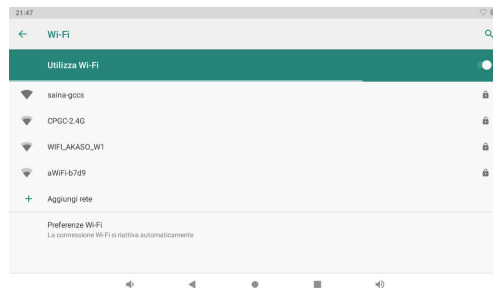 21:47
Wi-Fi
Utilizza Wi-Fi
saina-gccs
CPGC-2.4G
WIFI_AKASO_W1
aWiFi-b7d9
Aggiungi rete
Preferenze Wi-Fi
La connessione Wi-Fi si riattiva automaticamente